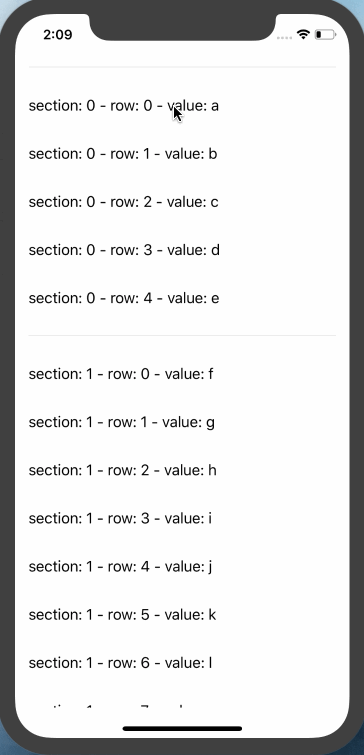 2:09
section: 0 - row: 0 - value: a
section: 0 - row: 1 - value: b
section: 0 - row: 2 - value: c
section: 0 - row: 3 - value: d
section: 0 - row: 4 - value: e
section: 1 - row: 0 - value: f
section: 1 - row: 1 - value: g
section: 1 - row: 2 - value: h
section: 1 - row: 3 - value: i
section: 1 - row: 4 - value: j
section: 1 - row: 5 - value: k
section: 1 - row: 6 - value: l